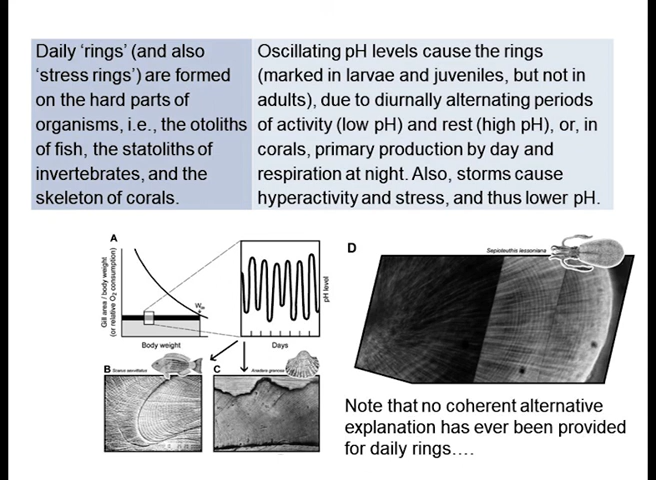 Daily 'rings' (and also
'stress rings') are formed
on the hard parts of
organisms, i.e., the otoliths
of fish, the statoliths of
invertebrates, and the
skeleton of corals.
Oscillating pH levels cause the rings
(marked in larvae and juveniles, but not in
adults), due to diurnally alternating periods
of activity (low pH) and rest (high pH), or, in
corals, primary production by day and
respiration at night. Also, storms cause
hyperactivity and stress, and thus lower pH.
A
Gill area / body weight
(or relative O2 consumption)
W∞
Body weight
pH level
Days
B
C
Anadara granosa
D
Sepioteuthis lessoniana
Note that no coherent alternative
explanation has ever been provided
for daily rings….